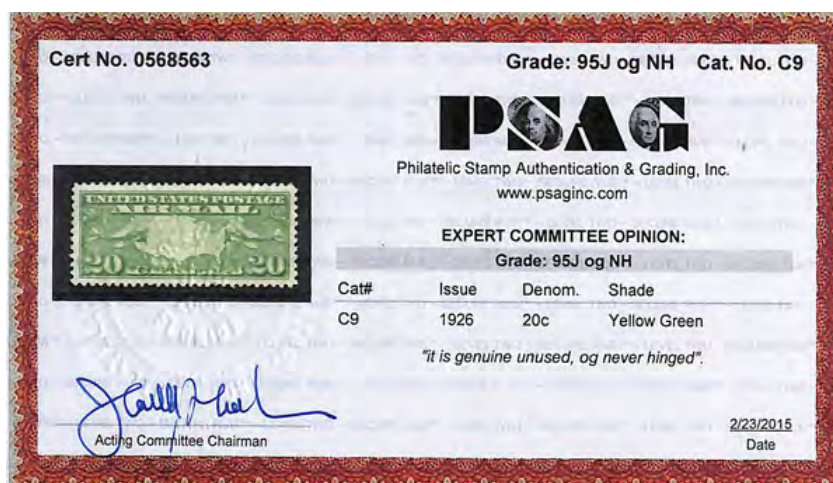 Cert No. 0568563
Grade: 95J og NH Cat. No. C9
PSAG
Philatelic Stamp Authentication & Grading, Inc.
www.psaginc.com
UNITED STATES POSTAGE
AIR MAIL
20 20
EXPERT COMMITTEE OPINION:
Grade: 95J og NH
Cat# Issue Denom. Shade
C9 1926 20c Yellow Green
"it is genuine unused, og never hinged".
Acting Committee Chairman
2/23/2015
Date